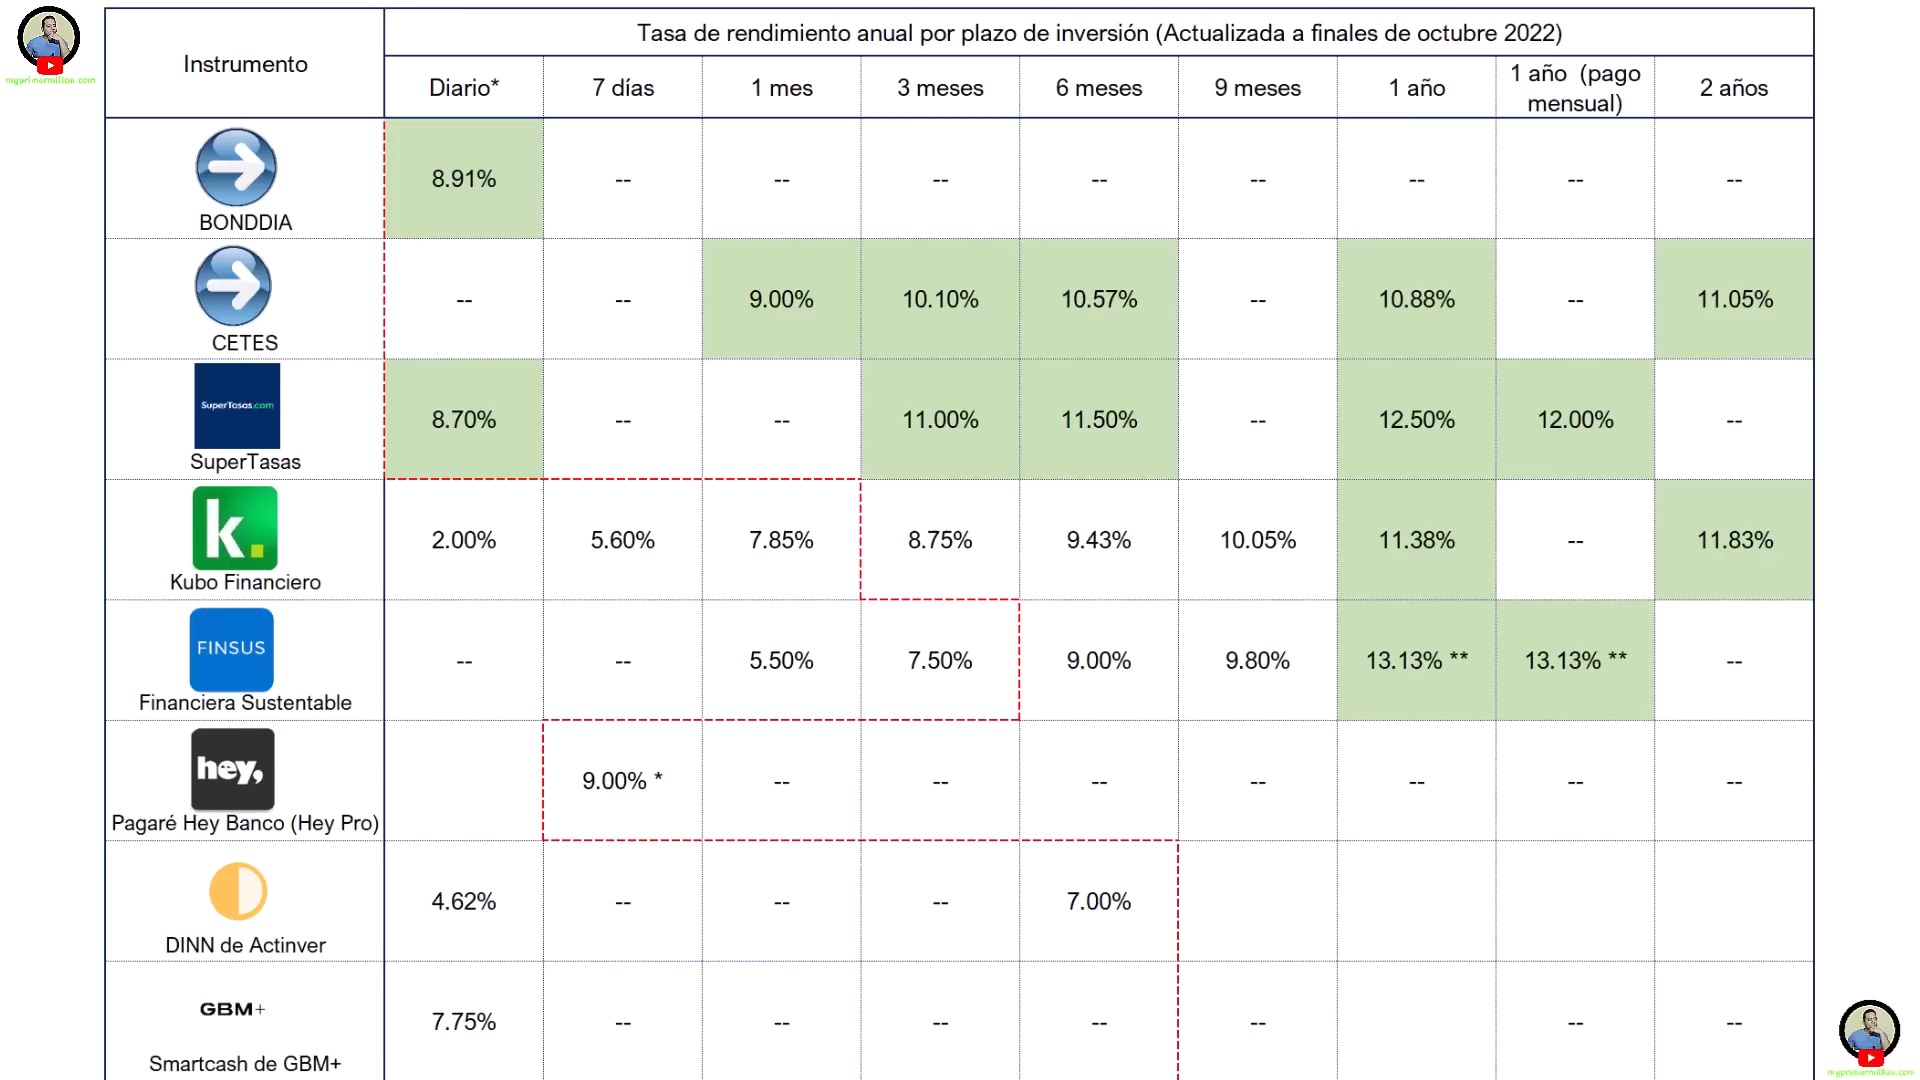 myprimermillon.com
Instrumento
Tasa de rendimiento anual por plazo de inversión (Actualizada a finales de octubre 2022)
Diario* 7 días 1 mes 3 meses 6 meses 9 meses 1 año 1 año (pago mensual) 2 años
8.91% -- -- -- -- -- -- -- --
BONDDIA
-- -- 9.00% 10.10% 10.57% -- 10.88% -- 11.05%
CETES
SuperTasas.com
8.70% -- -- 11.00% 11.50% -- 12.50% 12.00% --
SuperTasas
k.
2.00% 5.60% 7.85% 8.75% 9.43% 10.05% 11.38% -- 11.83%
Kubo Financiero
FINSUS
-- -- 5.50% 7.50% 9.00% 9.80% 13.13% ** 13.13% ** --
Financiera Sustentable
hey,
9.00% * -- -- -- -- -- -- --
Pagaré Hey Banco (Hey Pro)
4.62% -- -- -- 7.00%
DINN de Actinver
GBM+
7.75% -- -- -- -- -- -- --
Smartcash de GBM+
myprimermillon.com